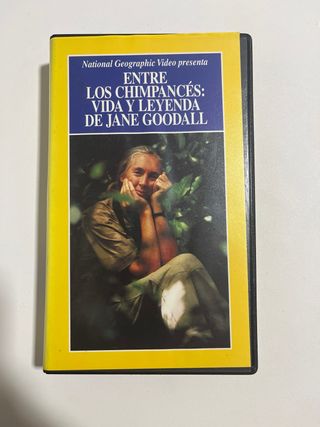 National Geographic Video presenta
ENTRE
LOS CHIMPANCÉS:
VIDA Y LEYENDA
DE JANE GOODALL